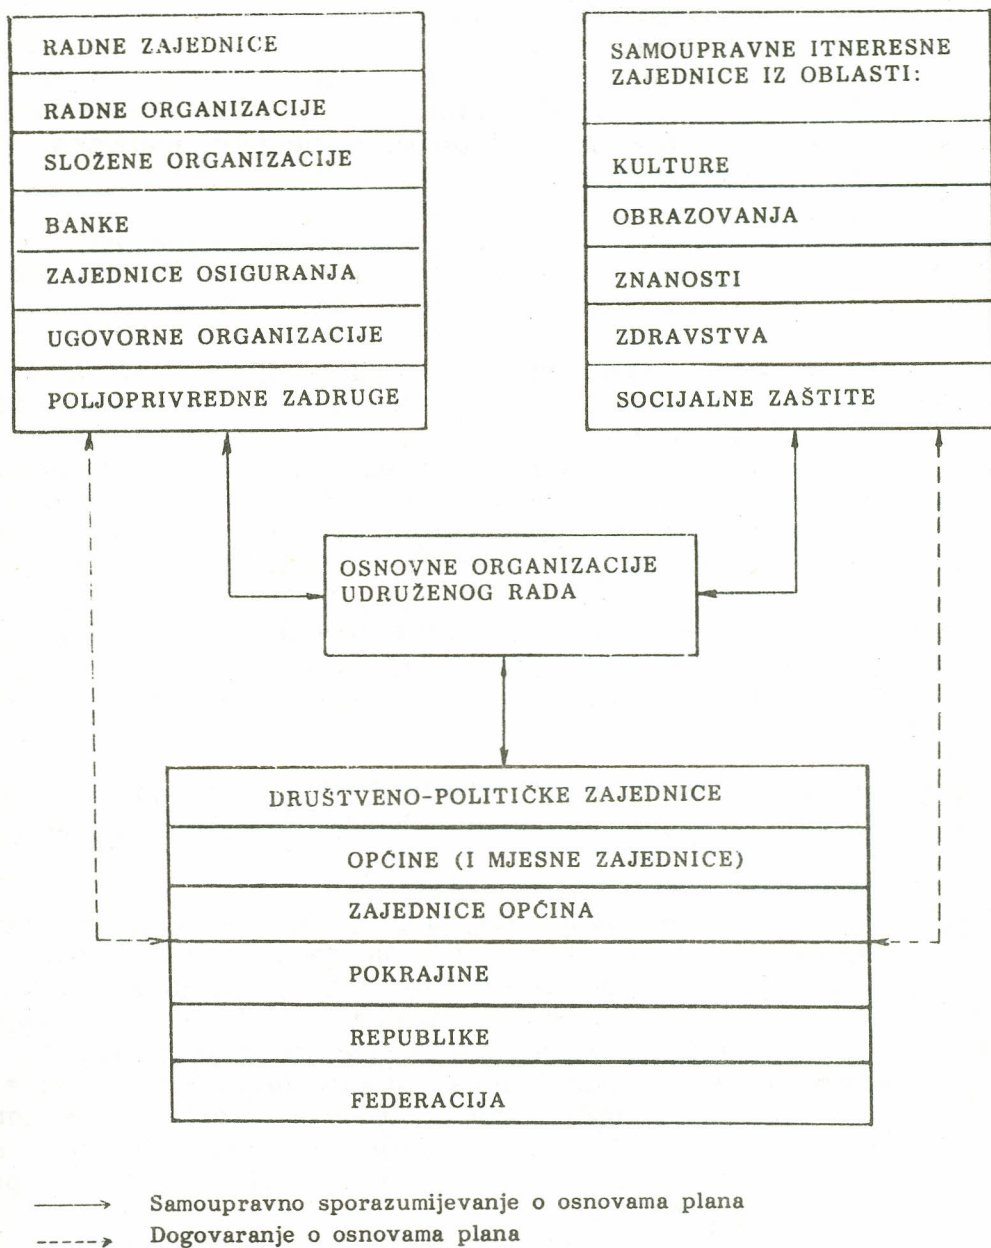 RADNE ZAJEDNICE
RADNE ORGANIZACIJE
SLOŽENE ORGANIZACIJE
BANKE
ZAJEDNICE OSIGURANJA
UGOVORNE ORGANIZACIJE
POLJOPRIVREDNE ZADRUGE
SAMOUPRAVNE ITNERESNE
ZAJEDNICE IZ OBLASTI:
KULTURE
OBRAZOVANJA
ZNANOSTI
ZDRAVSTVA
SOCIJALNE ZAŠTITE
OSNOVNE ORGANIZACIJE
UDRUŽENOG RADA
DRUŠTVENO-POLITIČKE ZAJEDNICE
OPĆINE (I MJESNE ZAJEDNICE)
ZAJEDNICE OPĆINA
POKRAJINE
REPUBLIKE
FEDERACIJA
Samoupravno sporazumijevanje o osnovama plana
Dogovaranje o osnovama plana